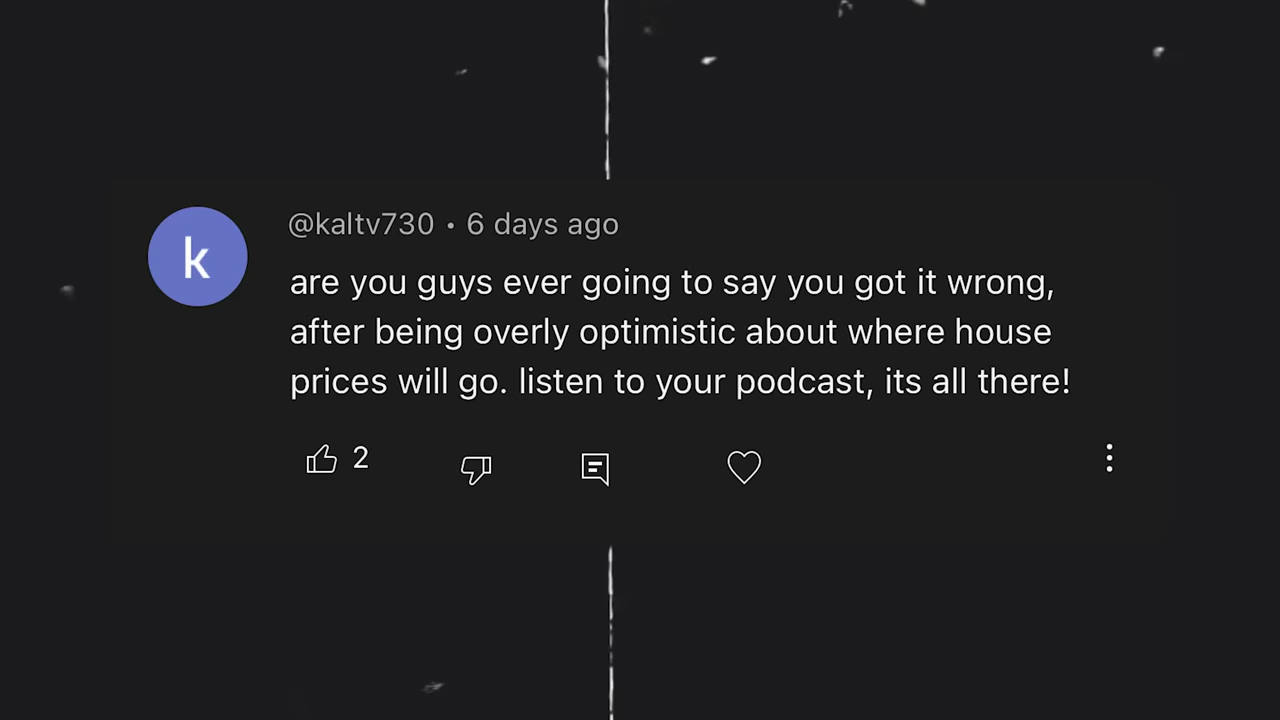 k
@kaltv730 • 6 days ago
are you guys ever going to say you got it wrong,
after being overly optimistic about where house
prices will go. listen to your podcast, its all there!
2